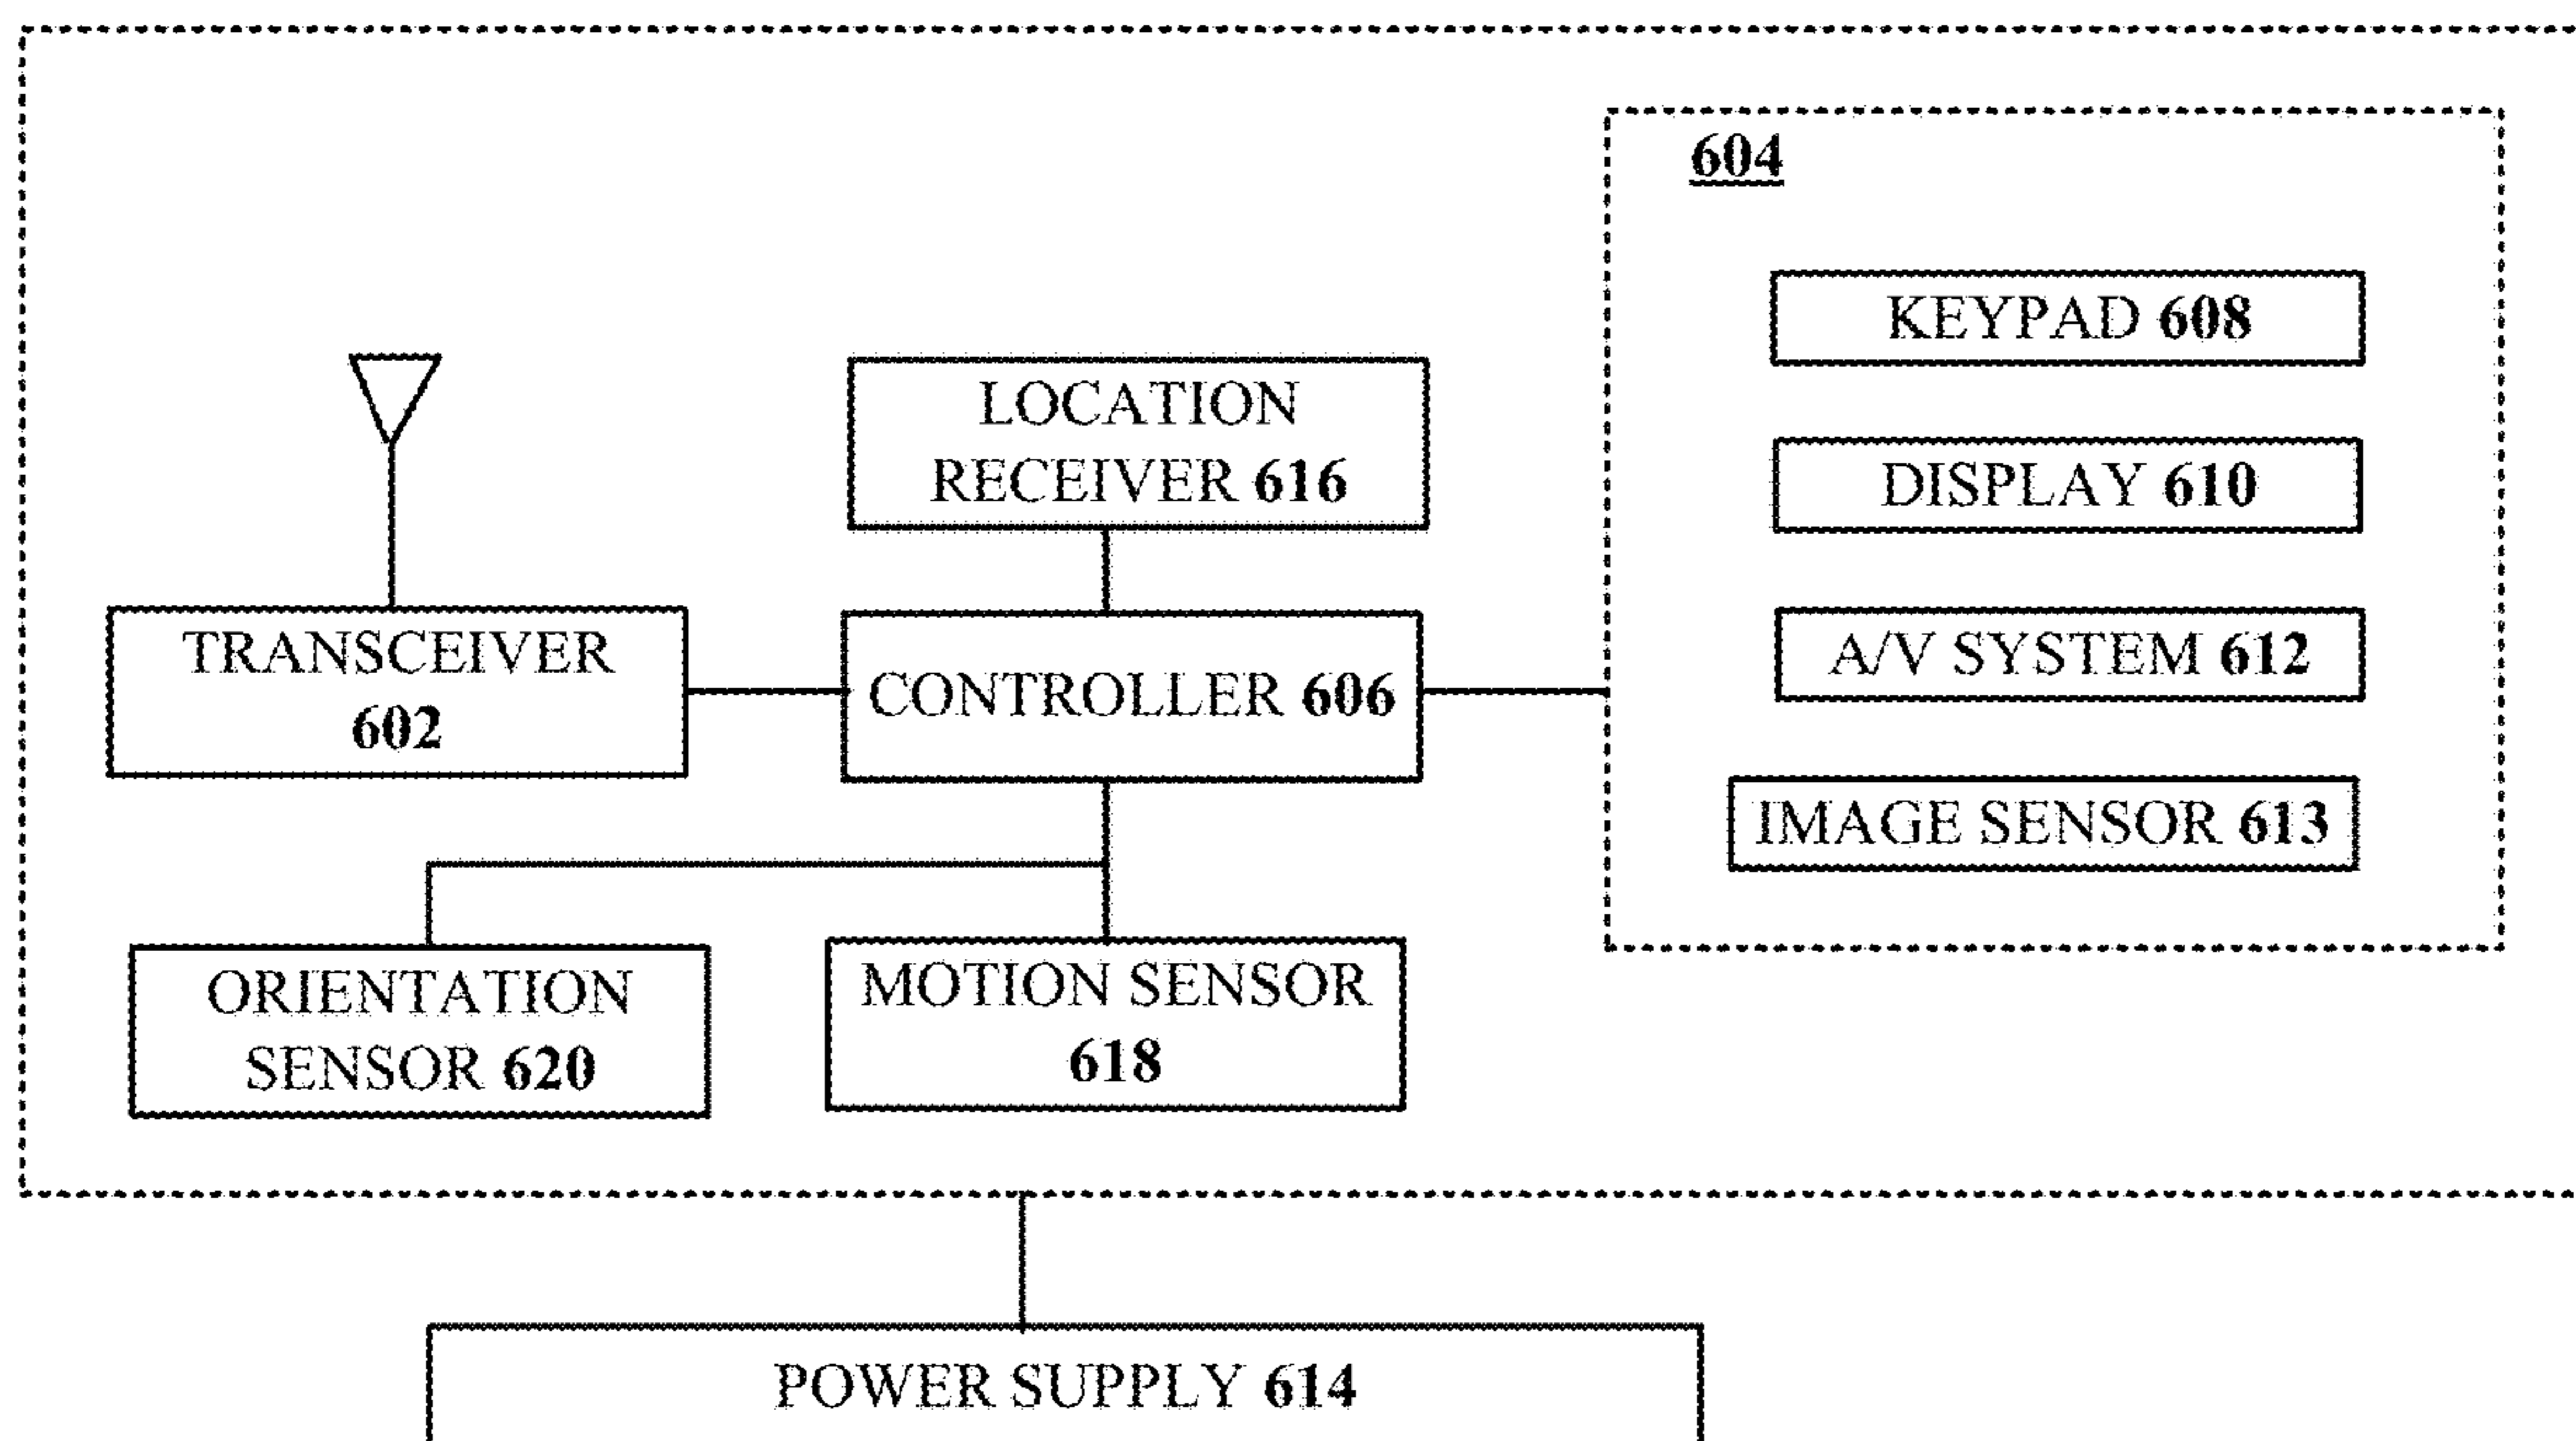 604
KEYPAD 608
LOCATION
RECEIVER 616
DISPLAY 610
TRANSCEIVER
602
CONTROLLER 606
A/V SYSTEM 612
IMAGE SENSOR 613
ORIENTATION
SENSOR 620
MOTION SENSOR
618
POWER SUPPLY 614